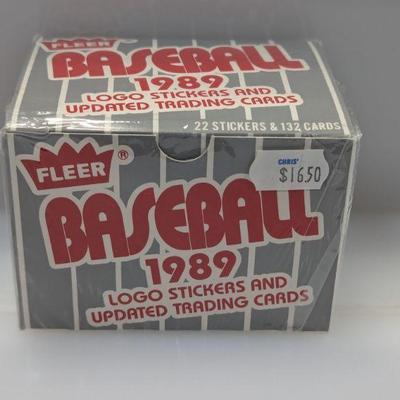 FLEER
BASEBALL
1989
LOGO STICKERS AND
UPDATED TRADING CARDS
22 STICKERS & 132 CARDS
FLEER®
CHRIS'
$16.50
BASEBALL
1989
LOGO STICKERS AND
UPDATED TRADING CARDS